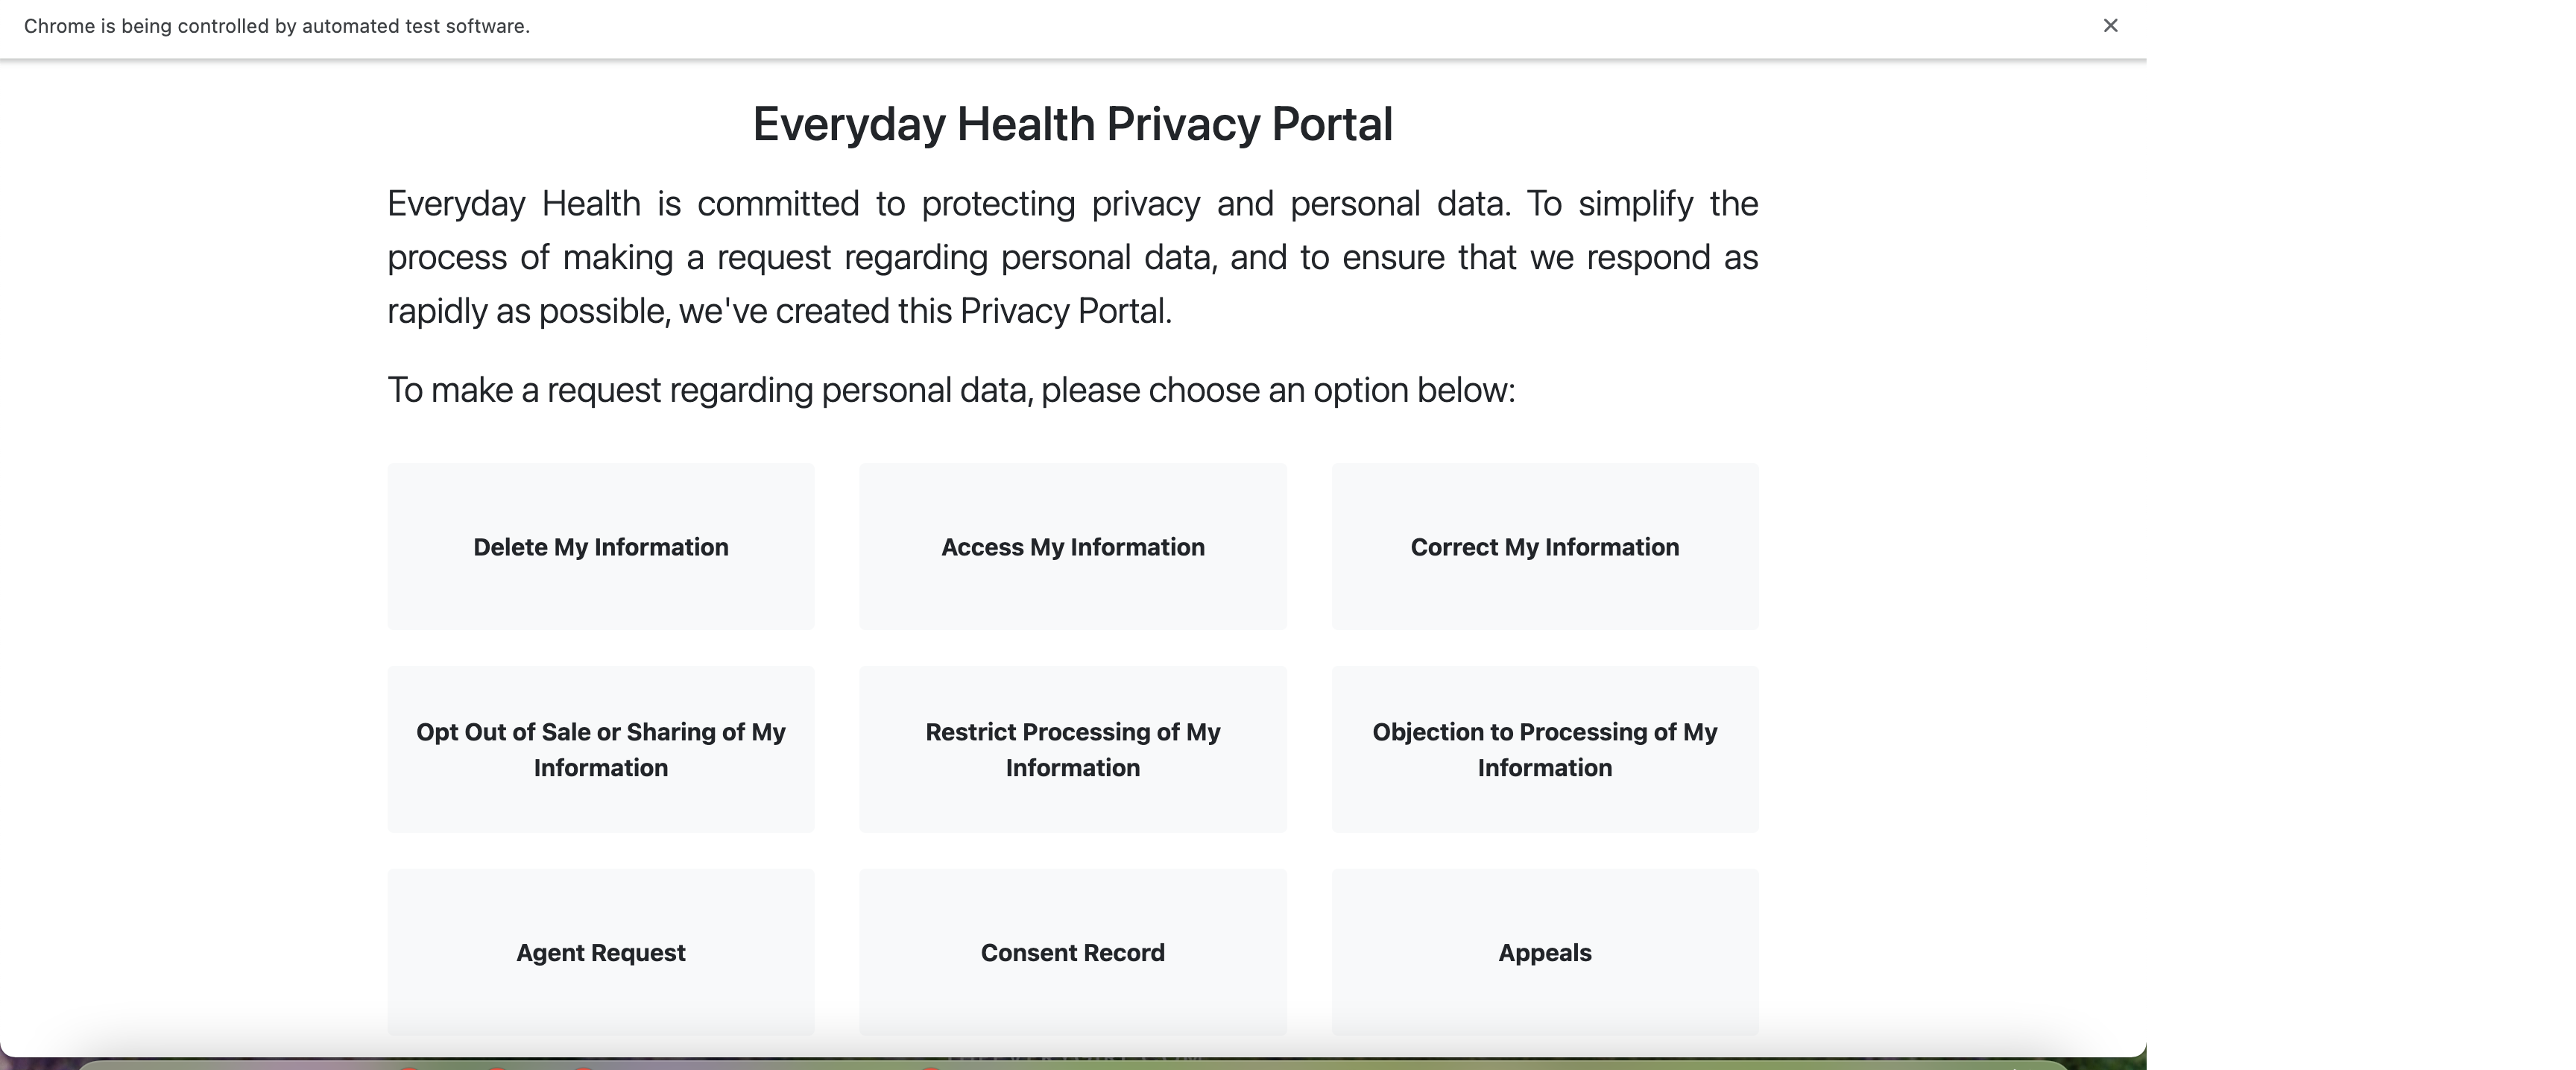 Chrome is being controlled by automated test software.
Everyday Health Privacy Portal
Everyday Health is committed to protecting privacy and personal data. To simplify the
process of making a request regarding personal data, and to ensure that we respond as
rapidly as possible, we've created this Privacy Portal.
To make a request regarding personal data, please choose an option below:
Delete My Information
Access My Information
Correct My Information
Opt Out of Sale or Sharing of My
Information
Restrict Processing of My
Information
Objection to Processing of My
Information
Agent Request
Consent Record
Appeals